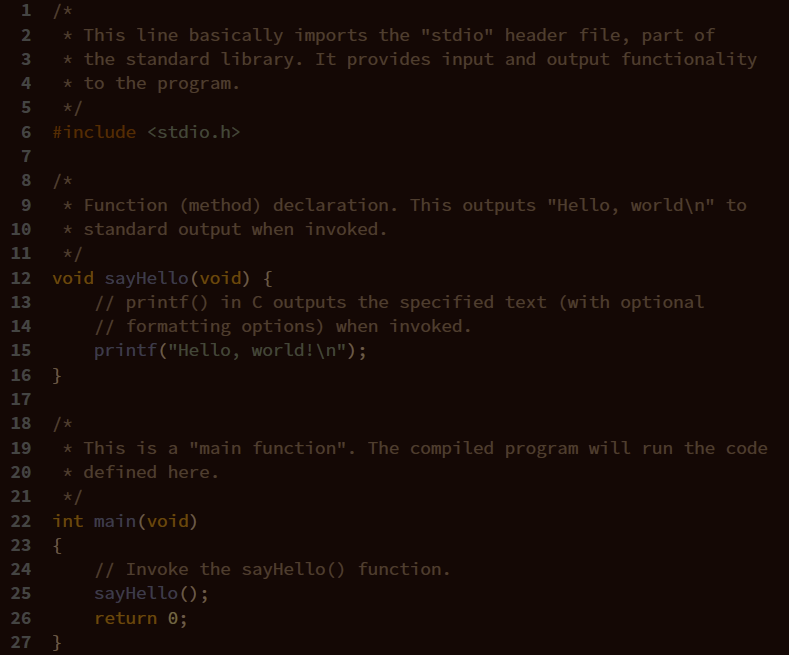 1 /*
2  * This line basically imports the "stdio" header file, part of
3  * the standard library. It provides input and output functionality
4  * to the program.
5  */
6 #include <stdio.h>
7
8 /*
9  * Function (method) declaration. This outputs "Hello, world\n" to
10  * standard output when invoked.
11  */
12 void sayHello(void) {
13     // printf() in C outputs the specified text (with optional
14     // formatting options) when invoked.
15     printf("Hello, world!\n");
16 }
17
18 /*
19  * This is a "main function". The compiled program will run the code
20  * defined here.
21  */
22 int main(void)
23 {
24     // Invoke the sayHello() function.
25     sayHello();
26     return 0;
27 }